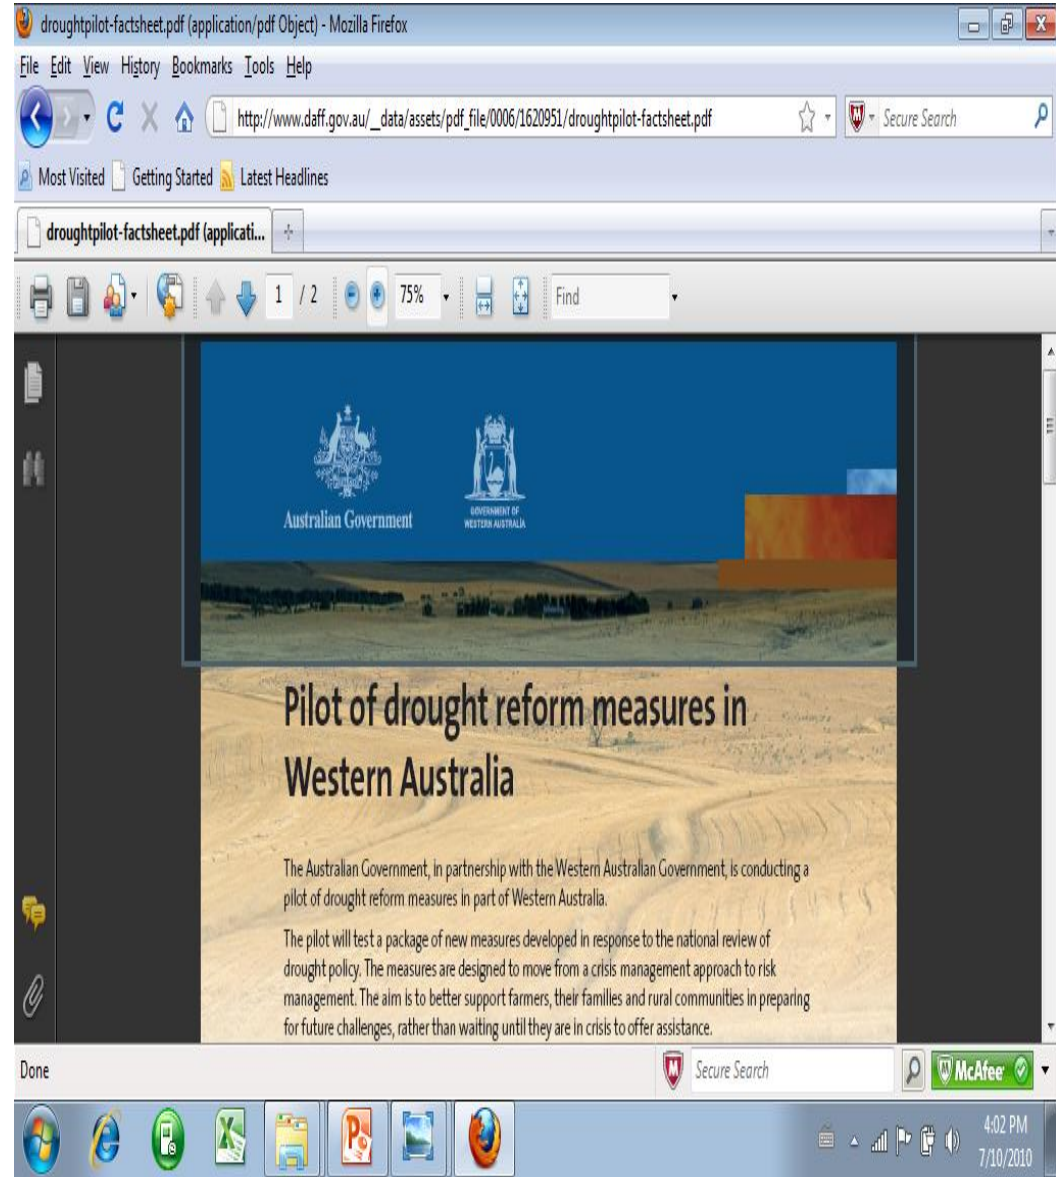 droughtpilot-factsheet.pdf (application/pdf Object) - Mozilla Firefox
File Edit View History Bookmarks Tools Help
http://www.daff.gov.au/__data/assets/pdf_file/0006/1620951/droughtpilot-factsheet.pdf
Secure Search
Most Visited Getting Started Latest Headlines
droughtpilot-factsheet.pdf (applicati...
1 / 2 75% Find
Australian Government
GOVERNMENT OF
WESTERN AUSTRALIA
Pilot of drought reform measures in
Western Australia
The Australian Government, in partnership with the Western Australian Government, is conducting a
pilot of drought reform measures in part of Western Australia.
The pilot will test a package of new measures developed in response to the national review of
drought policy. The measures are designed to move from a crisis management approach to risk
management. The aim is to better support farmers, their families and rural communities in preparing
for future challenges, rather than waiting until they are in crisis to offer assistance.
Done
Secure Search
McAfee
4:02 PM
7/10/2010